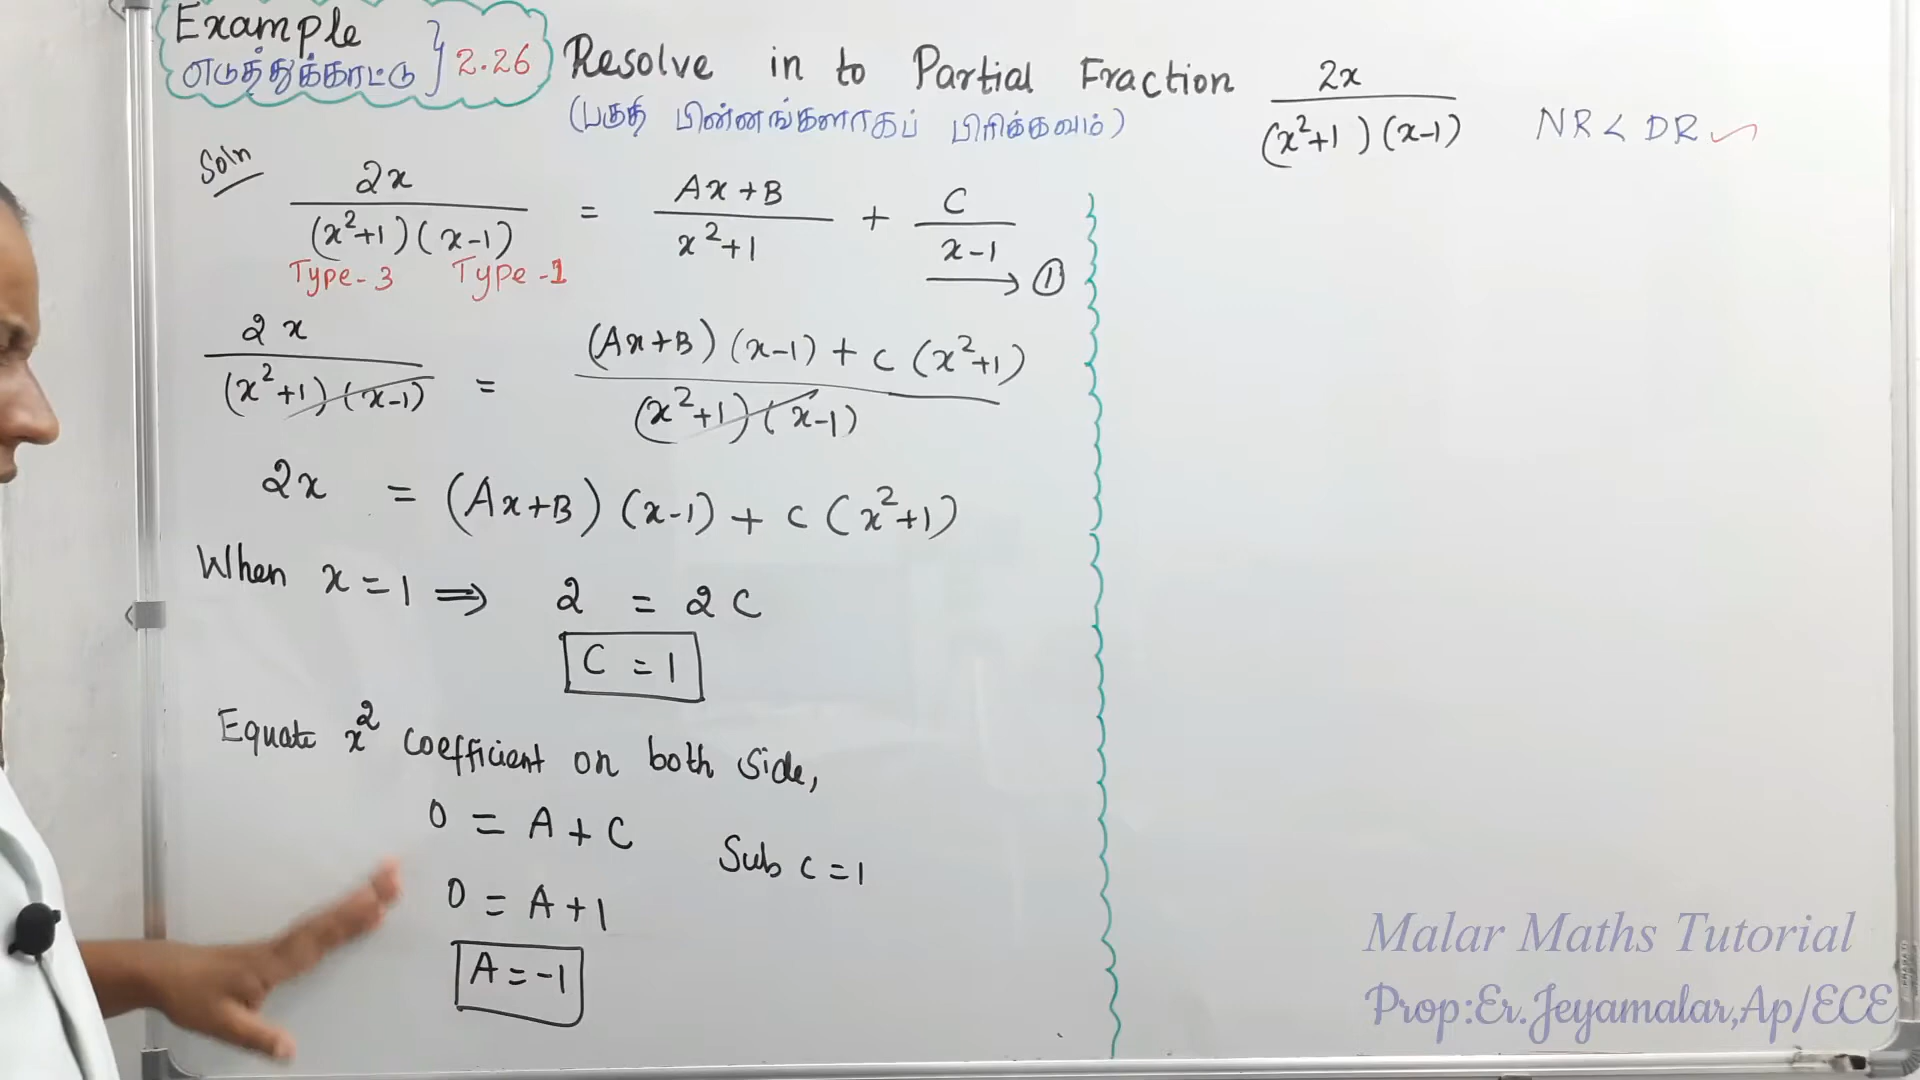 Example
எடுத்துக்காட்டு } 2.26
Resolve in to Partial Fraction 2x / (x²+1)(x-1)
(பகுதி பின்னங்களாகப் பிரிக்கவும்)
NR < DR ✓
Soln
2x / (x²+1)(x-1) = Ax+B / x²+1 + C / x-1 → ①
Type-3 Type-1
2x / (x²+1)(x-1) = (Ax+B)(x-1) + C(x²+1) / (x²+1)(x-1)
2x = (Ax+B)(x-1) + C(x²+1)
When x=1 ⇒ 2 = 2C
C = 1
Equate x² coefficient on both side,
0 = A + C
Sub C=1
0 = A+1
A = -1
Malar Maths Tutorial
Prop:Er.Jeyamalar,Ap/ECE